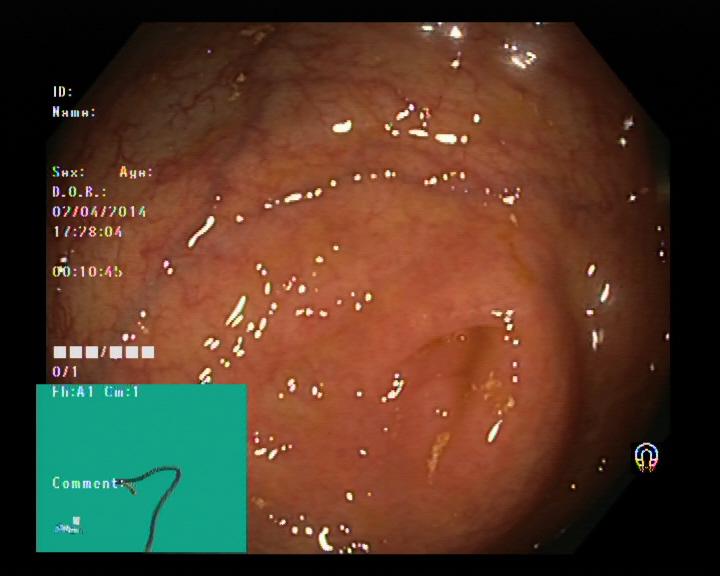 ID:
Name:
Sex: Age:
D.O.B.:
02/04/2014
17:28:04
00:10:45
/
0/1
Eh:A1 Cm:1
Comment: